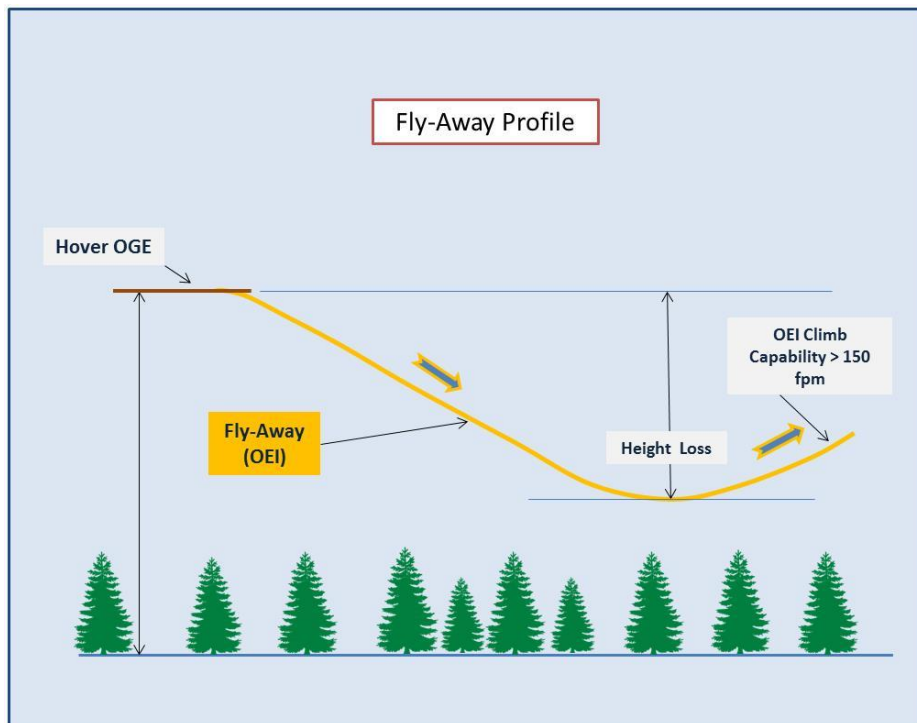 Fly-Away Profile
Hover OGE
OEI Climb
Capability > 150
fpm
Fly-Away
(OEI)
Height Loss